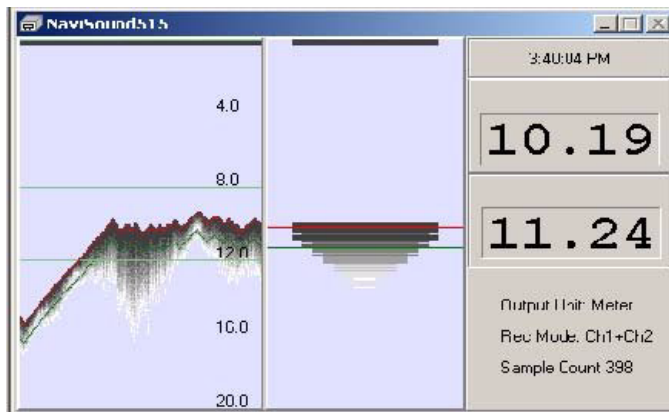 NaviSound515
3:40:04 PM
4.0
8.0
12.0
16.0
20.0
10.19
11.24
Output Unit: Meter
Rec Mode: Ch1+Ch2
Sample Count 398